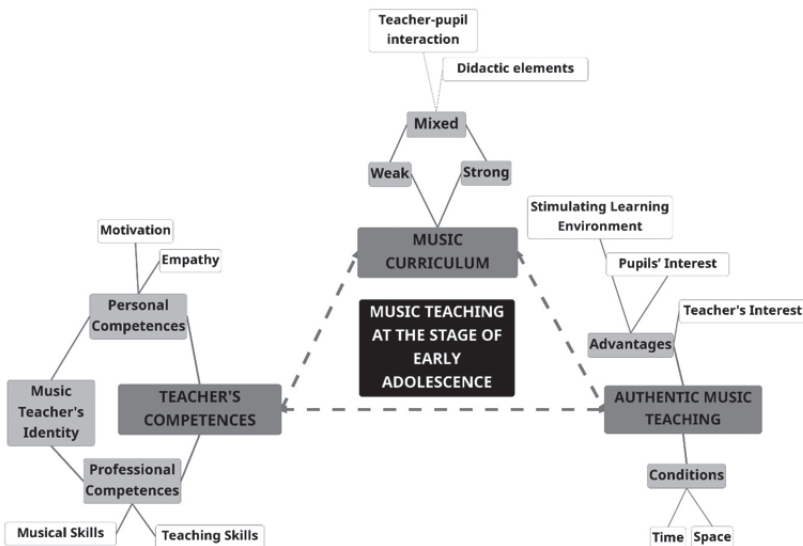 Teacher-pupil
interaction
Didactic elements
Mixed
Weak
Strong
MUSIC
CURRICULUM
Stimulating Learning
Environment
Pupils' Interest
Teacher's Interest
Advantages
AUTHENTIC MUSIC
TEACHING
Conditions
Time
Space
MUSIC TEACHING
AT THE STAGE OF
EARLY
ADOLESCENCE
Motivation
Empathy
Personal
Competences
Music
Teacher's
Identity
TEACHER'S
COMPETENCES
Professional
Competences
Musical Skills
Teaching Skills